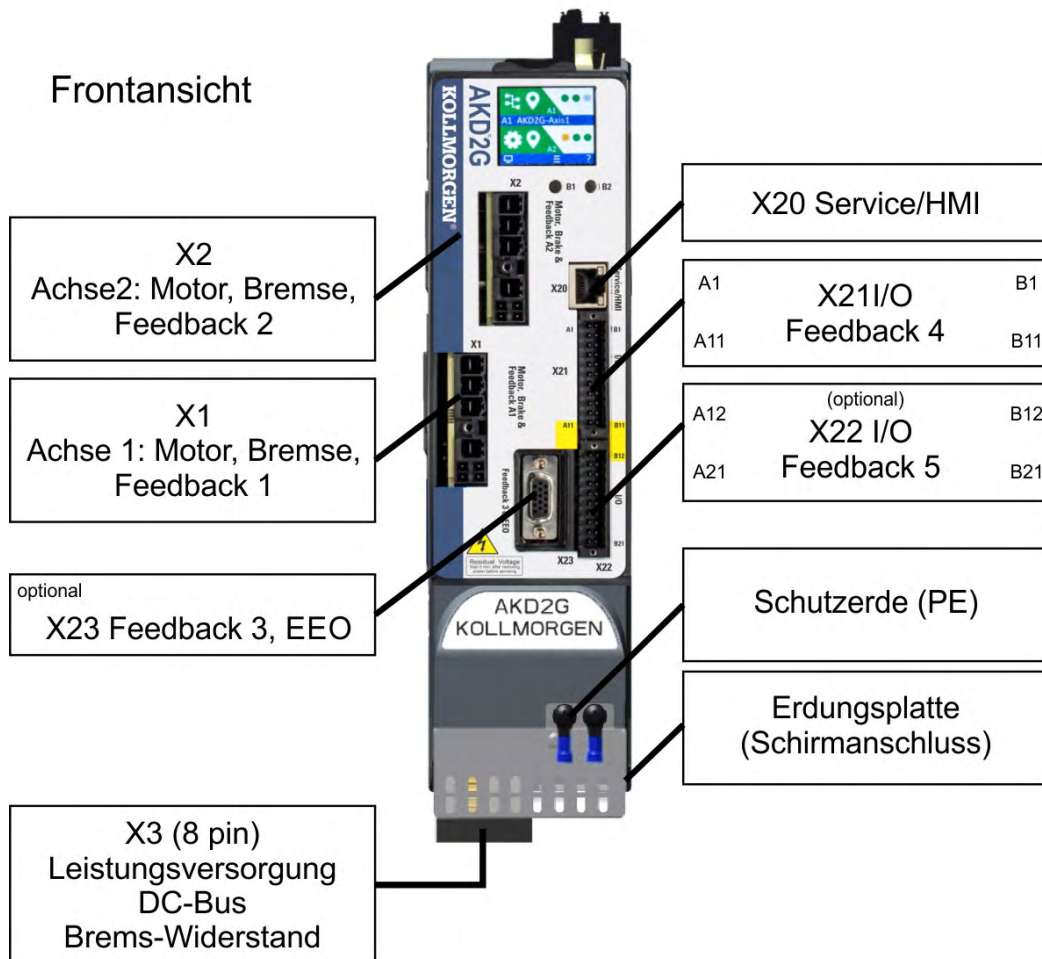 Frontansicht
KOLLMORGEN®
AKD2G
A1
A1 AKD2G-Axis1
A2
?
X2
B1
B2
Motor, Brake &
Feedback A2
X20
Service/HMI
A1
B1
X1
X21
Motor, Brake &
Feedback A1
A11
B11
B12
I/O
B21
X23
X22
Residual Voltage
AKD2G
KOLLMORGEN
X2
Achse2: Motor, Bremse,
Feedback 2
X1
Achse 1: Motor, Bremse,
Feedback 1
optional
X23 Feedback 3, EEO
X3 (8 pin)
Leistungsversorgung
DC-Bus
Brems-Widerstand
X20 Service/HMI
A1 X21I/O B1
Feedback 4
A11 B11
(optional)
A12 X22 I/O B12
Feedback 5
A21 B21
Schutzerde (PE)
Erdungsplatte
(Schirmanschluss)